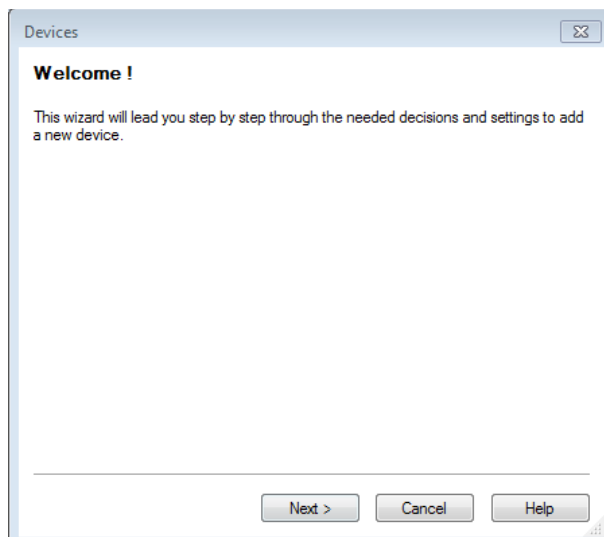 Devices
Welcome !
This wizard will lead you step by step through the needed decisions and settings to add
a new device.
Next >
Cancel
Help